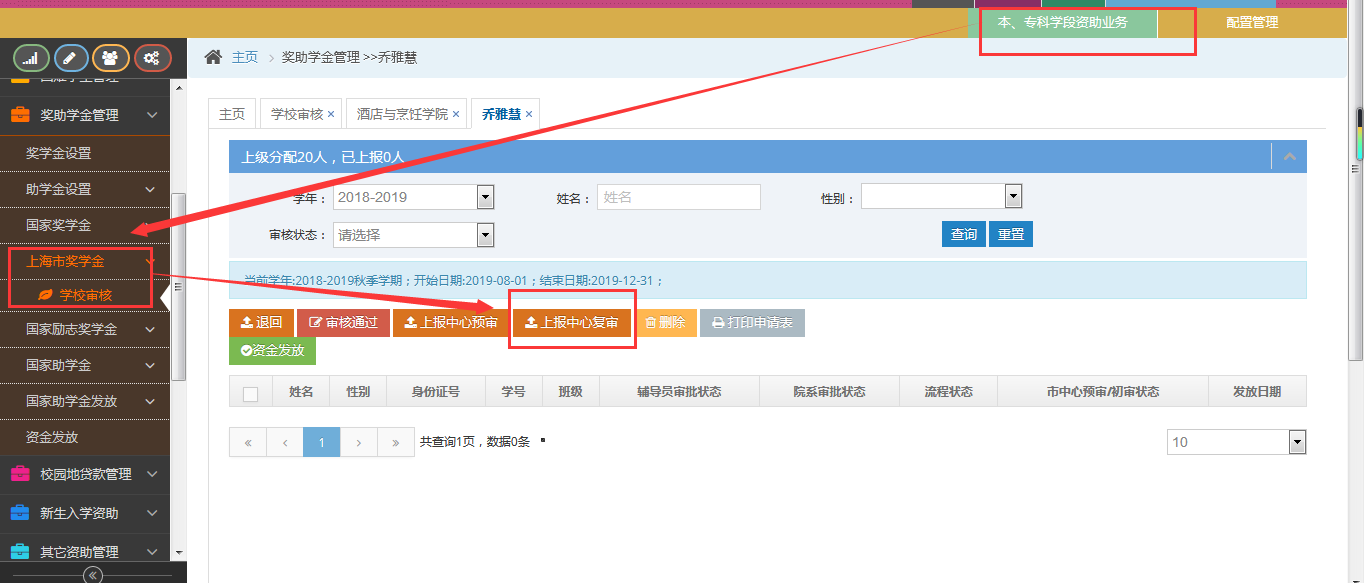 本、专科学段资助业务
配置管理
主页 > 奖助学金管理 >>乔雅慧
奖助学金管理
奖学金设置
助学金设置
国家奖学金
上海市奖学金
学校审核
国家励志奖学金
国家助学金
国家助学金发放
资金发放
校园地贷款管理
新生入学资助
其它资助管理
主页 学校审核 × 酒店与烹饪学院 × 乔雅慧 ×
上级分配20人，已上报0人
学年： 2018-2019 姓名： 姓名 性别：
审核状态： 请选择 查询 重置
当前学年:2018-2019秋季学期；开始日期:2019-08-01；结束日期:2019-12-31；
退回 审核通过 上报中心预审 上报中心复审 删除 打印申请表
资金发放
姓名 性别 身份证号 学号 班级 辅导员审批状态 院系审批状态 流程状态 市中心预审/初审状态 发放日期
« ‹ 1 › » 共查询1页，数据0条 10